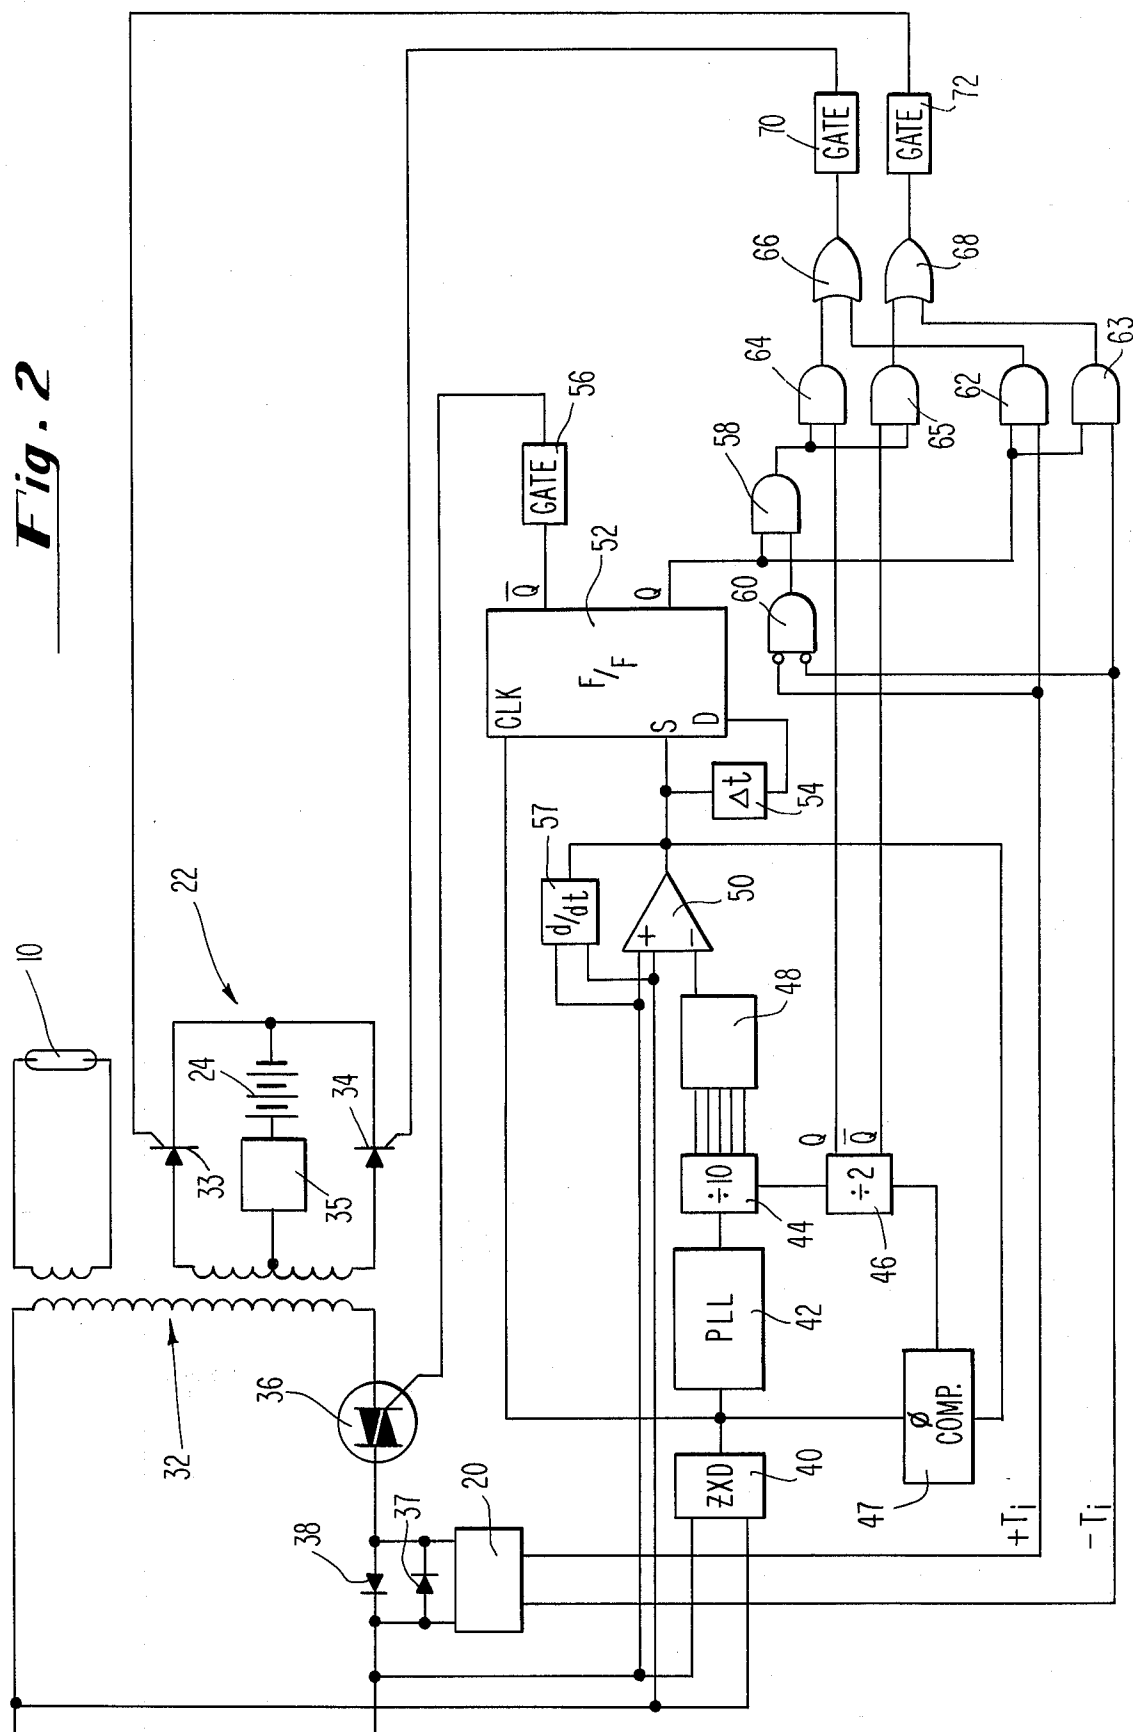 Fig. 2
10
22
24
33
34
35
32
36
38
37
20
56
GATE
Q̅
52
Q
CLK
F/F
S
D
57
d/dt
Δt
54
50
+
−
48
÷10
44
PLL
42
ZXD
40
Q
Q̅
÷2
46
Ø
COMP.
47
+Ti
−Ti
60
58
64
65
62
63
66
68
70
GATE
72
GATE